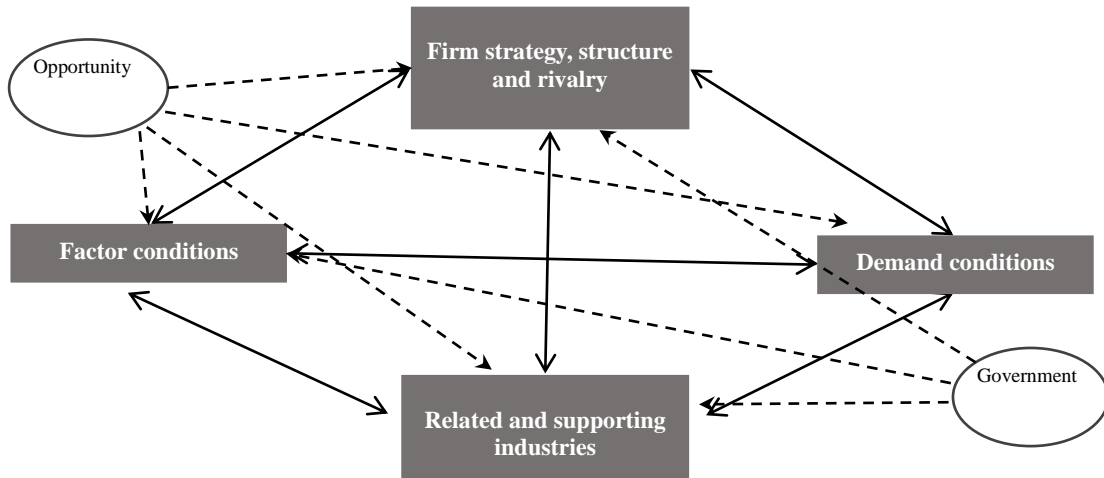 Firm strategy, structure
and rivalry
Opportunity
Factor conditions
Demand conditions
Government
Related and supporting
industries